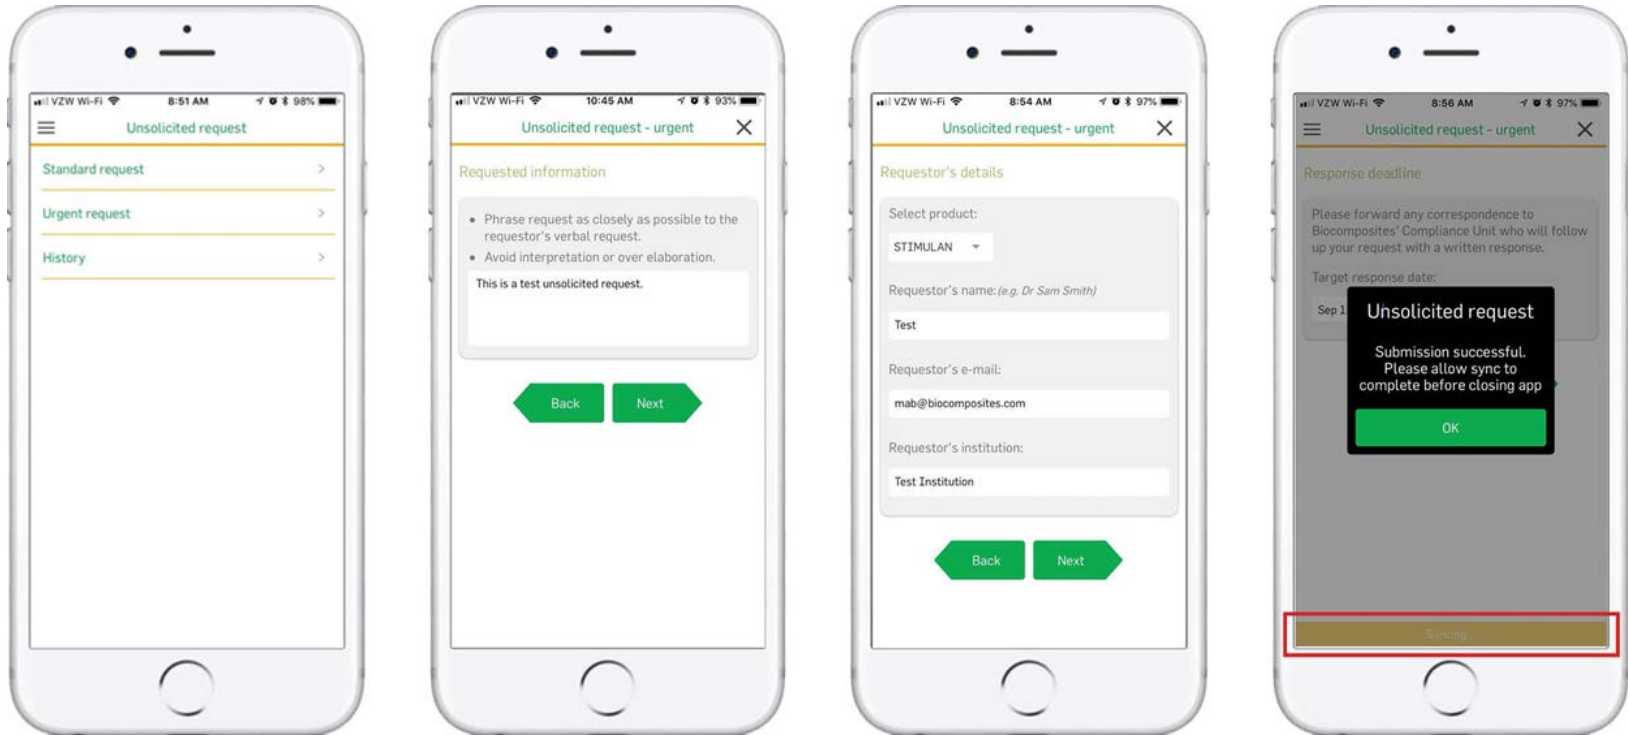 VZW Wi-Fi 8:51 AM 98%
Unsolicited request
Standard request
Urgent request
History
VZW Wi-Fi 10:45 AM 93%
Unsolicited request - urgent
Requested information
• Phrase request as closely as possible to the
requestor's verbal request.
• Avoid interpretation or over elaboration.
This is a test unsolicited request.
Back Next
VZW Wi-Fi 8:54 AM 97%
Unsolicited request - urgent
Requestor's details
Select product:
STIMULAN
Requestor's name: (e.g. Dr Sam Smith)
Test
Requestor's e-mail:
mab@biocomposites.com
Requestor's institution:
Test Institution
Back Next
VZW Wi-Fi 8:56 AM 97%
Unsolicited request - urgent
Response deadline
Please forward any correspondence to
Biocomposites' Compliance Unit who will follow
up your request with a written response.
Target response date:
Sep 1
Unsolicited request
Submission successful.
Please allow sync to
complete before closing app
OK
Syncing...